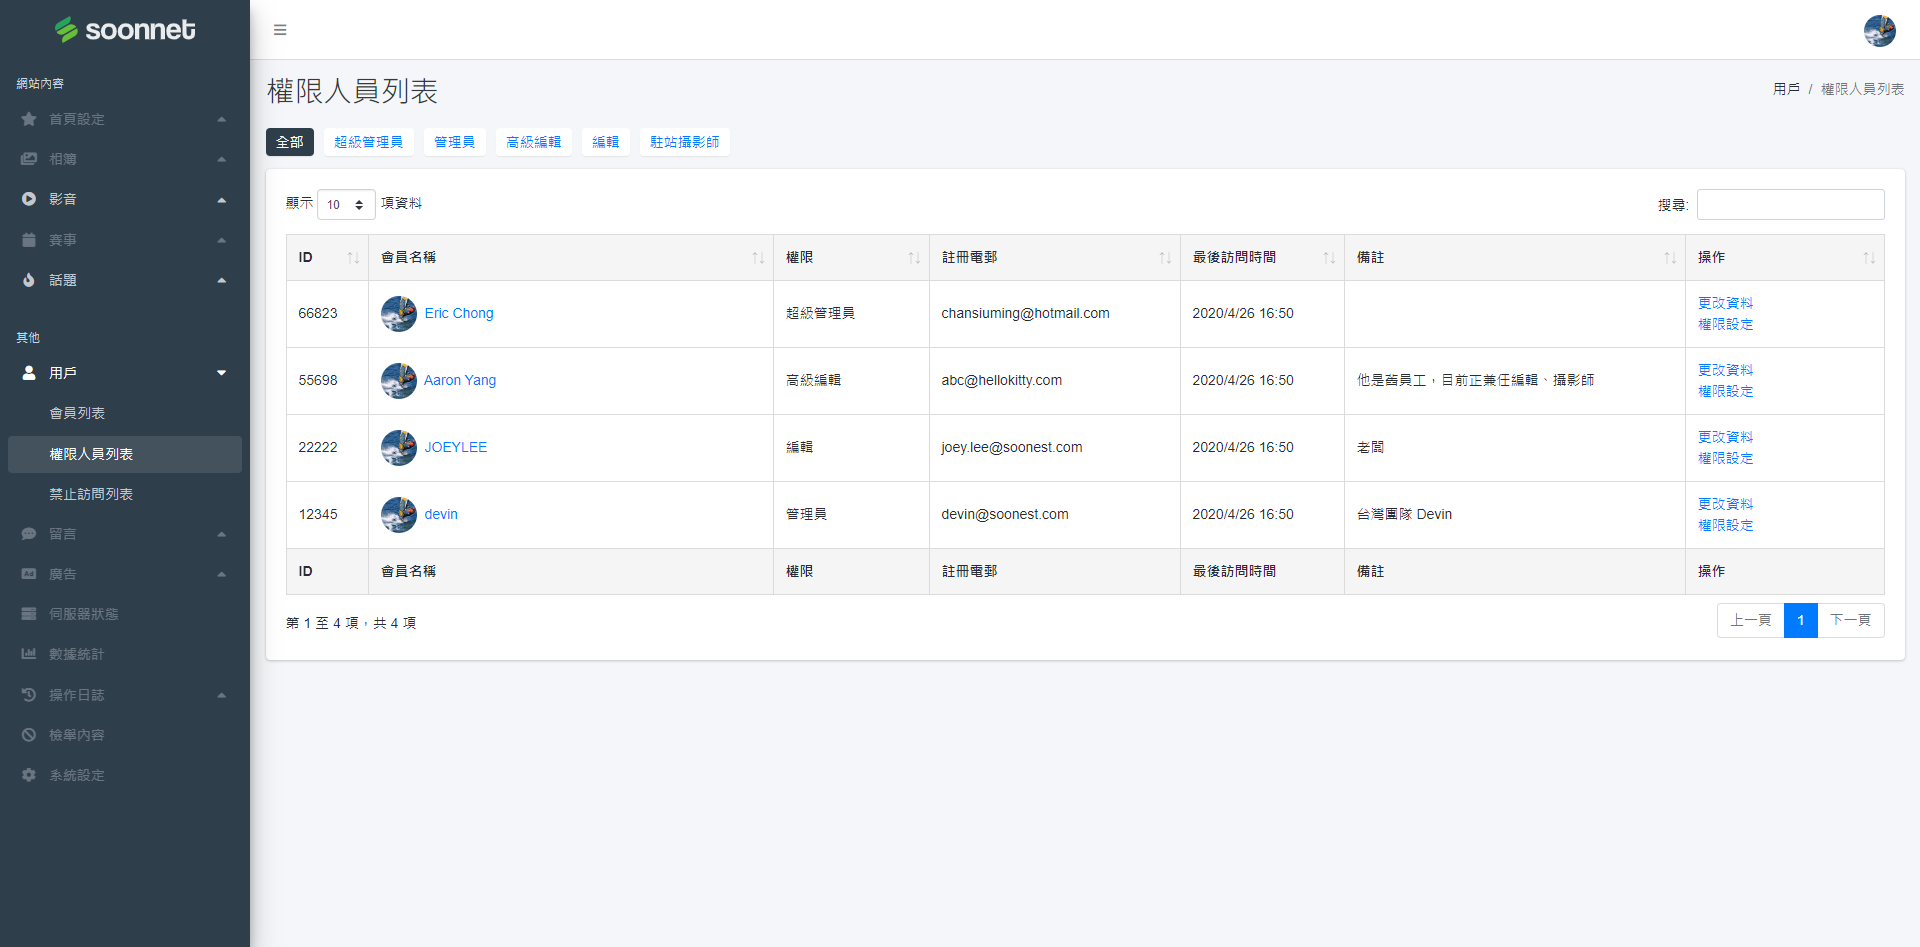 soonnet
網站內容
首頁設定
相簿
影音
賽事
話題
其他
用戶
會員列表
權限人員列表
禁止訪問列表
留言
廣告
伺服器狀態
數據統計
操作日誌
檢舉內容
系統設定
權限人員列表
用戶 / 權限人員列表
全部 超級管理員 管理員 高級編輯 編輯 駐站攝影師
顯示 10 項資料 搜尋:
ID 會員名稱 權限 註冊電郵 最後訪問時間 備註 操作
66823 Eric Chong 超級管理員 chansiuming@hotmail.com 2020/4/26 16:50 更改資料
權限設定
55698 Aaron Yang 高級編輯 abc@hellokitty.com 2020/4/26 16:50 他是舊員工，目前正兼任編輯、攝影師 更改資料
權限設定
22222 JOEYLEE 編輯 joey.lee@soonest.com 2020/4/26 16:50 老闆 更改資料
權限設定
12345 devin 管理員 devin@soonest.com 2020/4/26 16:50 台灣團隊 Devin 更改資料
權限設定
ID 會員名稱 權限 註冊電郵 最後訪問時間 備註 操作
第 1 至 4 項，共 4 項 上一頁 1 下一頁